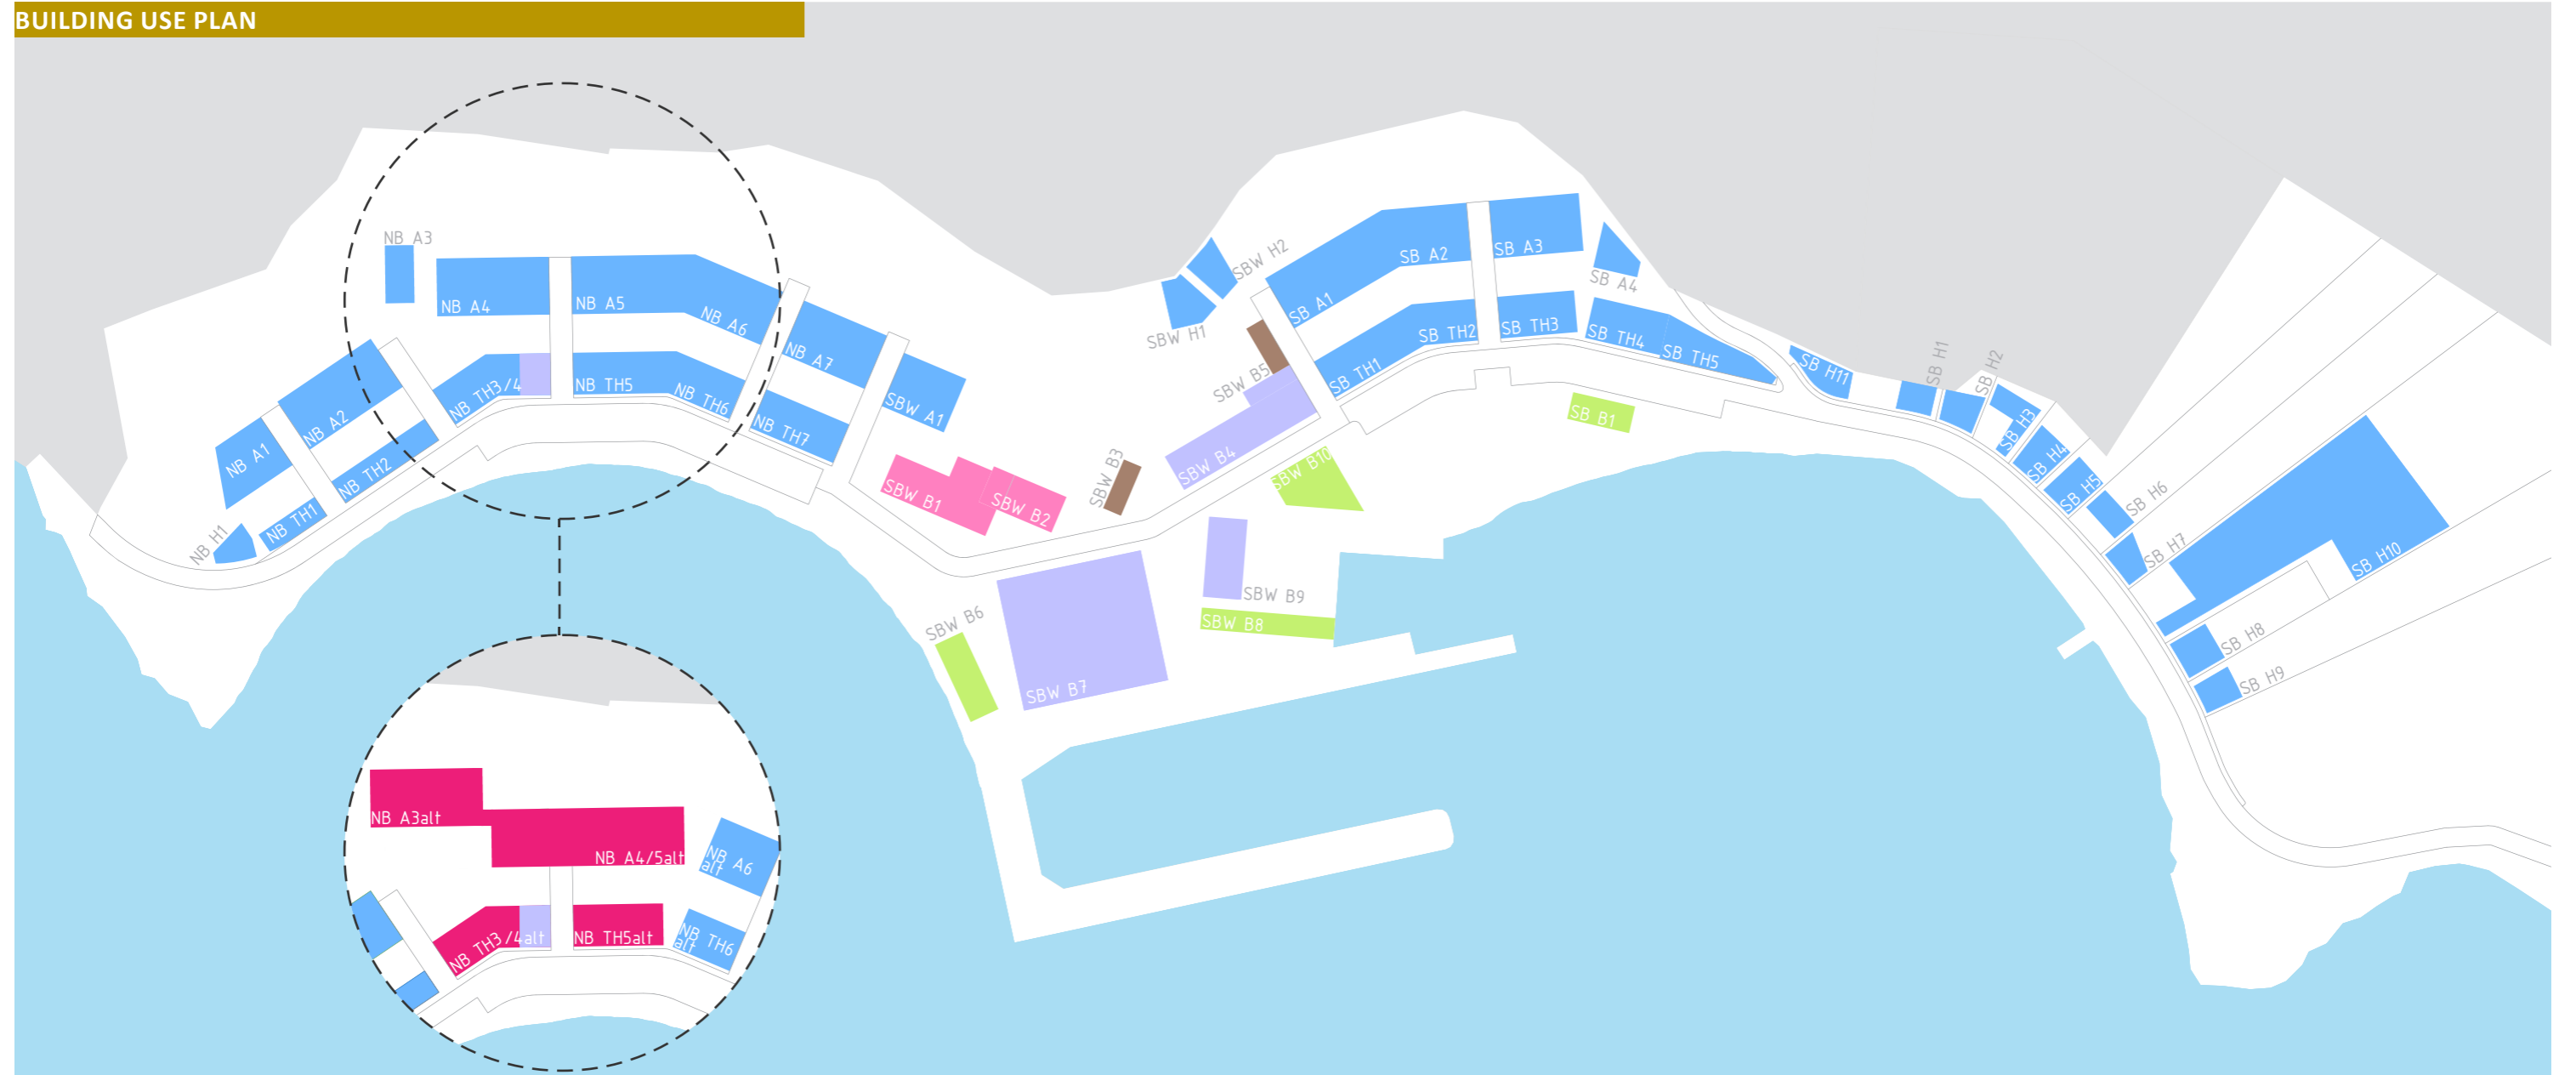 BUILDING USE PLAN
NB A3
NB A4
NB A5
NB A6
NB A7
NB A1
NB A2
NB TH1
NB TH2
NB TH3/4
NB TH5
NB TH6
NB TH7
NB H1
SBW A1
SBW B1
SBW B2
SBW B3
SBW B4
SBW B5
SBW B6
SBW B7
SBW B8
SBW B9
SBW B10
SBW H1
SBW H2
SB A1
SB A2
SB A3
SB A4
SB TH1
SB TH2
SB TH3
SB TH4
SB TH5
SB B1
SB H11
SB H1
SB H2
SB H3
SB H4
SB H5
SB H6
SB H7
SB H10
SB H8
SB H9
NB A3alt
NB A4/5alt
NB A6
alt
NB TH3/4alt
NB TH5alt
NB TH6
alt